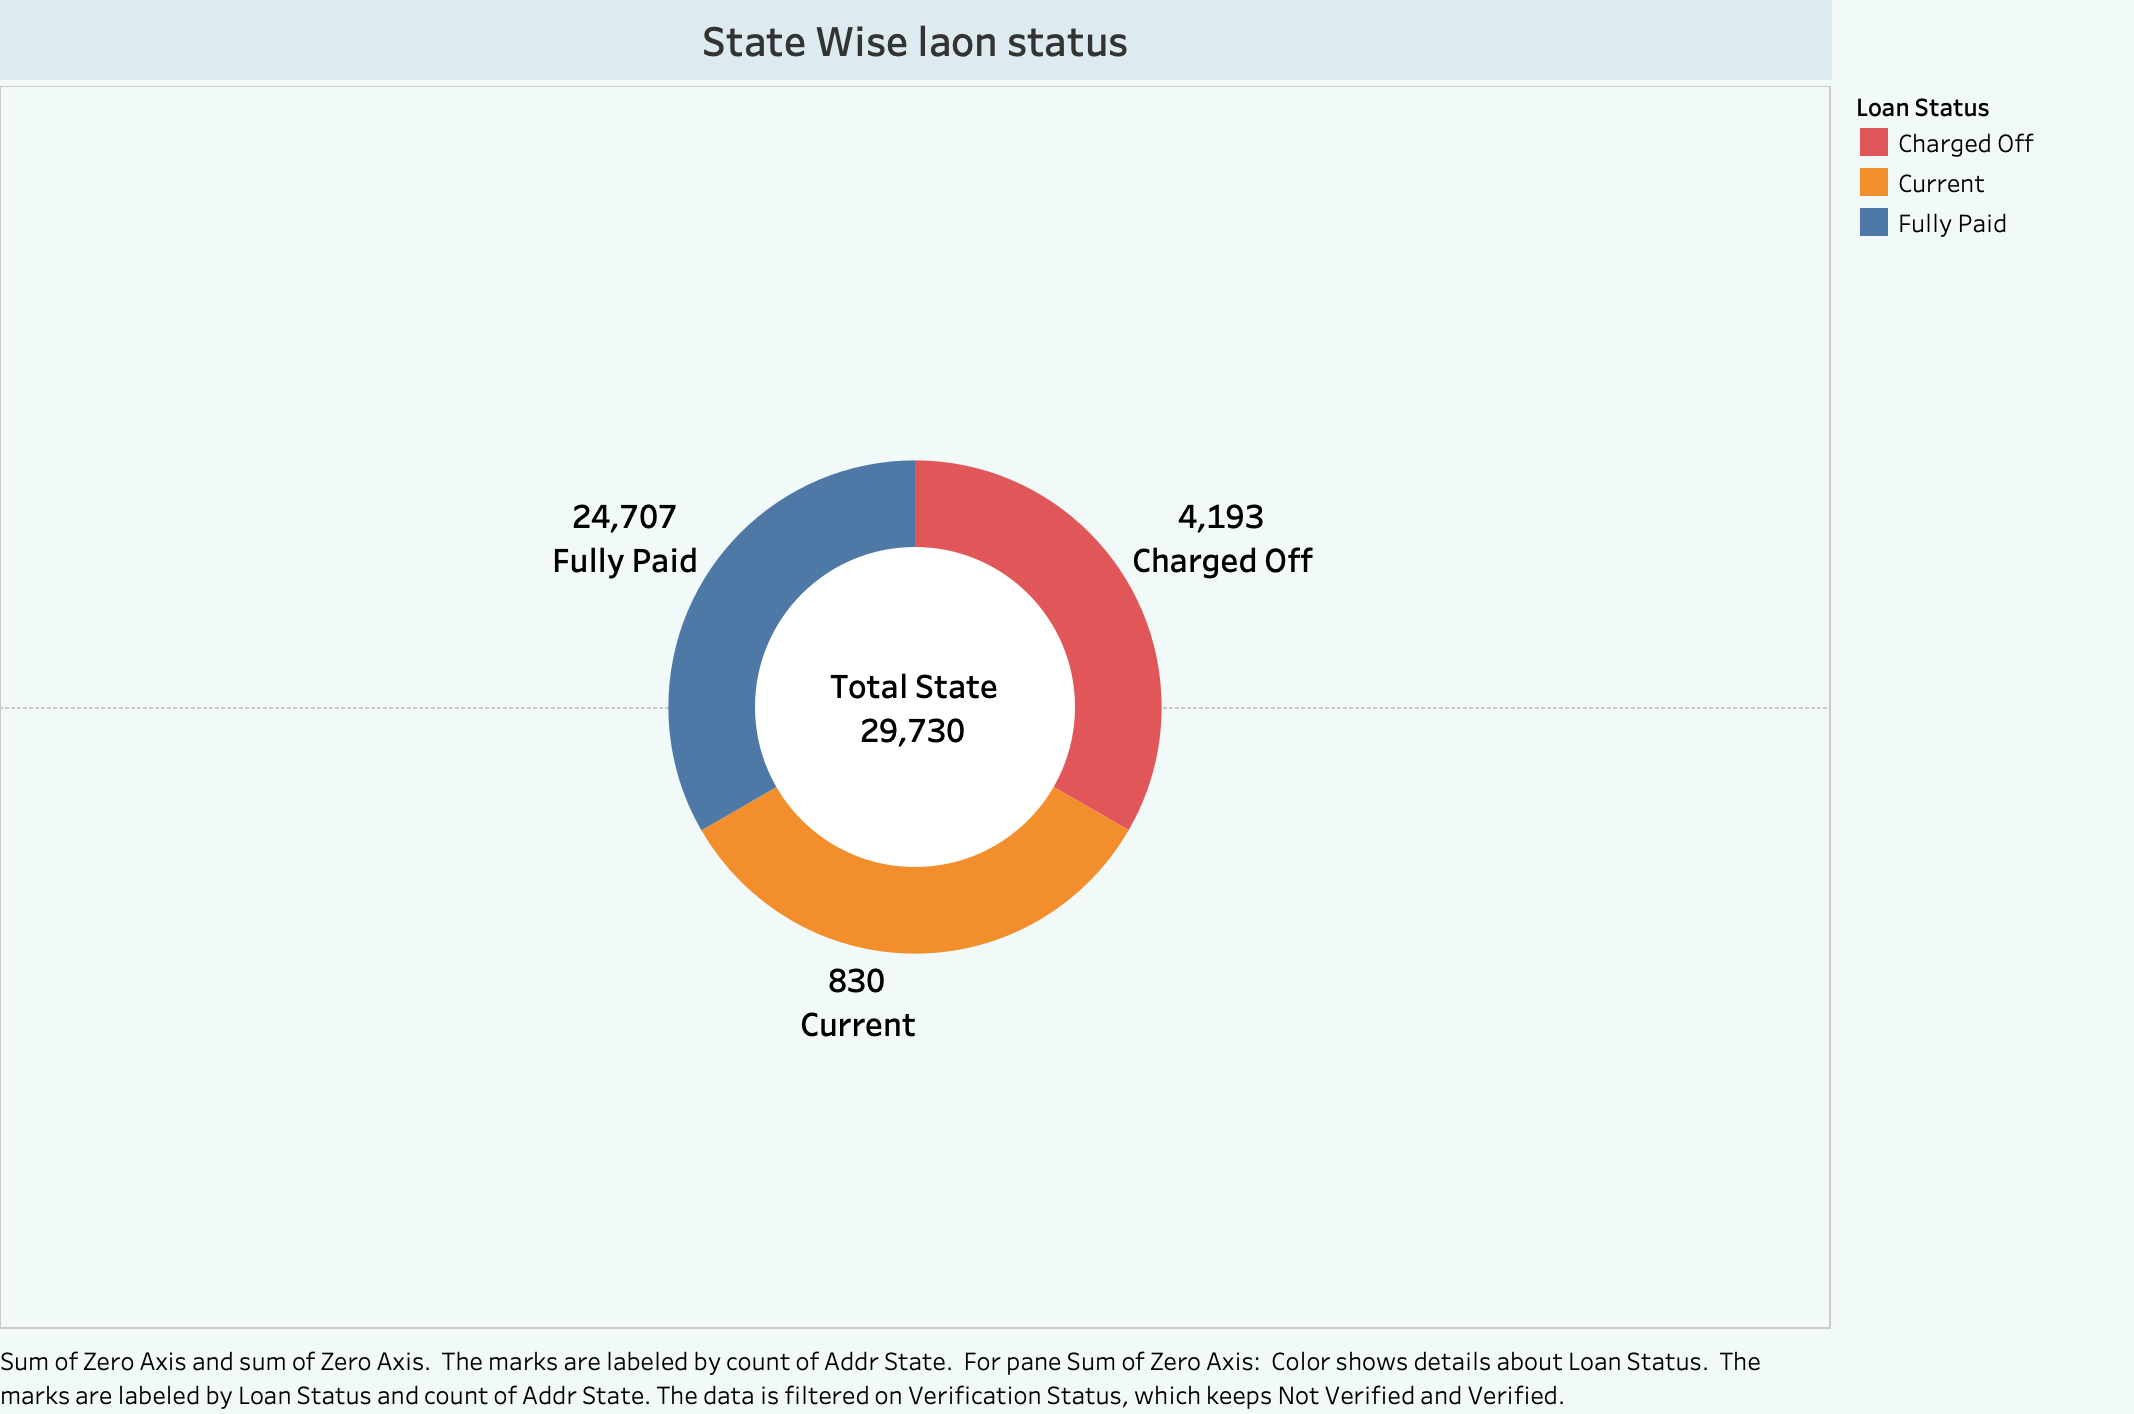 State Wise laon status
Loan Status
Charged Off
Current
Fully Paid
24,707
Fully Paid
4,193
Charged Off
Total State
29,730
830
Current
Sum of Zero Axis and sum of Zero Axis.  The marks are labeled by count of Addr State.  For pane Sum of Zero Axis:  Color shows details about Loan Status.  The
marks are labeled by Loan Status and count of Addr State. The data is filtered on Verification Status, which keeps Not Verified and Verified.